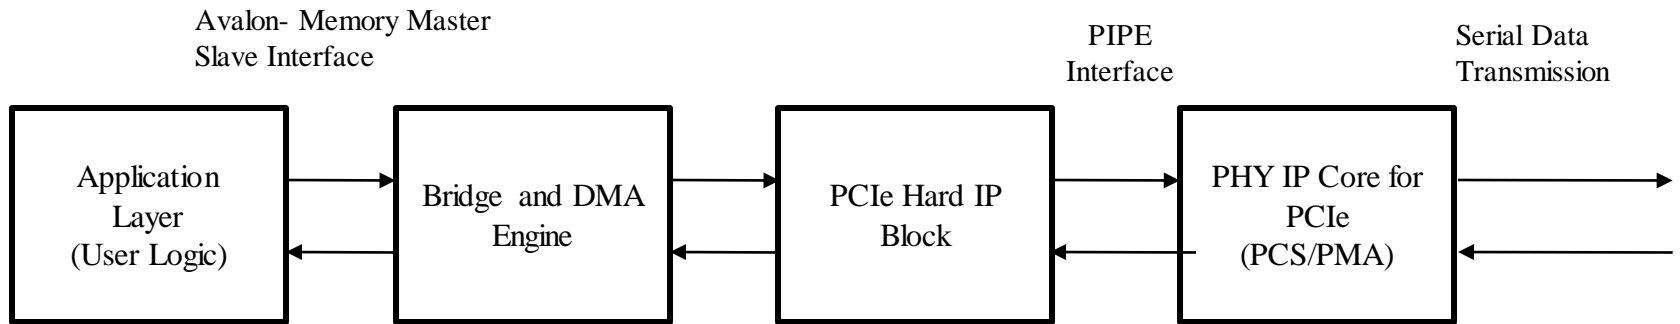 Avalon- Memory Master
Slave Interface
PIPE
Interface
Serial Data
Transmission
Application
Layer
(User Logic)
Bridge and DMA
Engine
PCIe Hard IP
Block
PHY IP Core for
PCIe
(PCS/PMA)